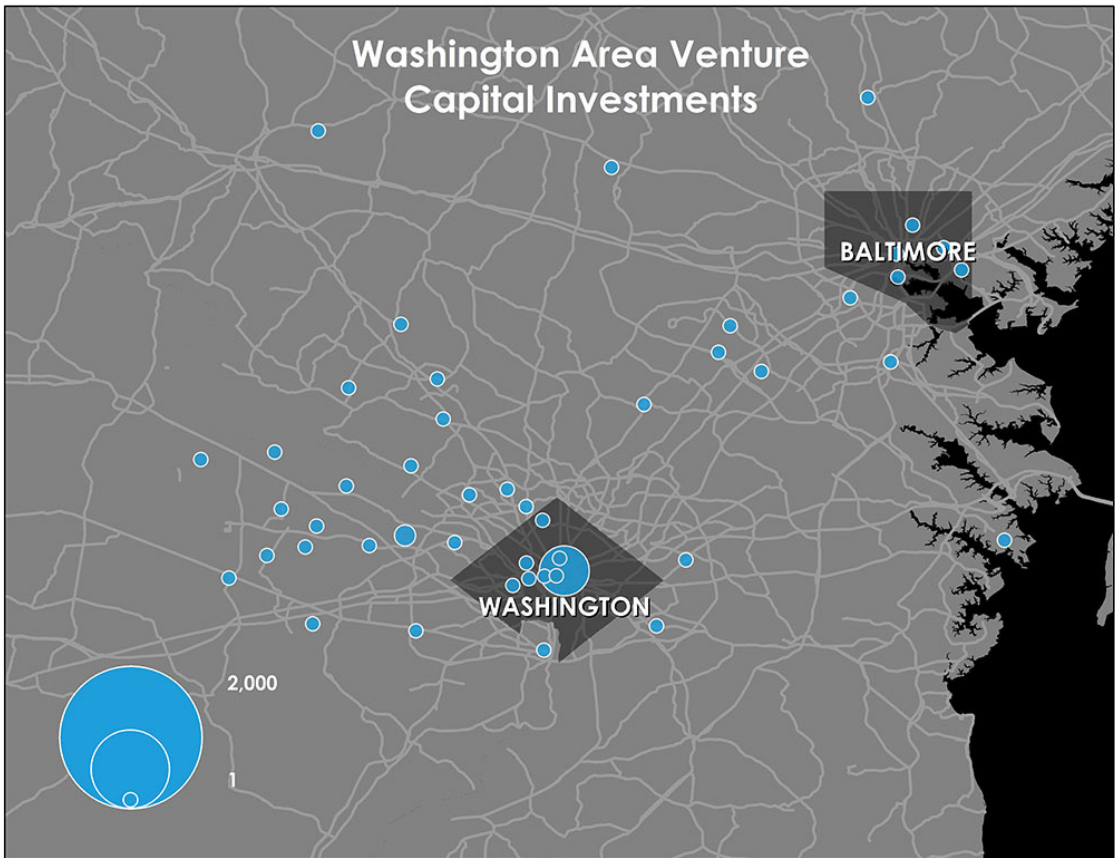 Washington Area Venture
Capital Investments
BALTIMORE
WASHINGTON
2,000
1